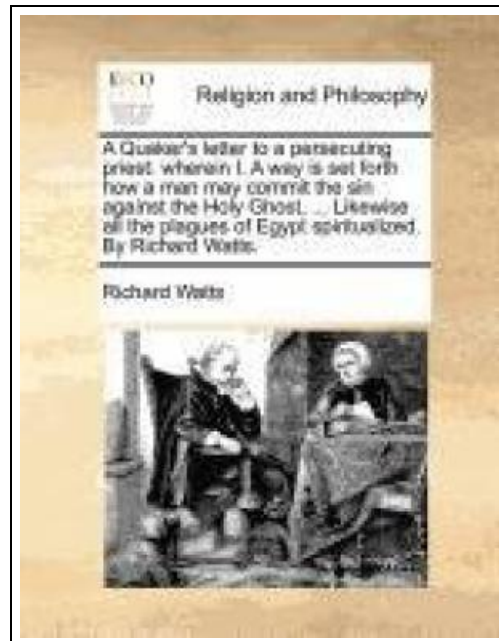 ECCO
Religion and Philosophy
A Quaker's letter to a persecuting
priest. wherein I. A way is set forth
how a man may commit the sin
against the Holy Ghost, ... Likewise
all the plagues of Egypt spiritualized.
By Richard Watts.
Richard Watts